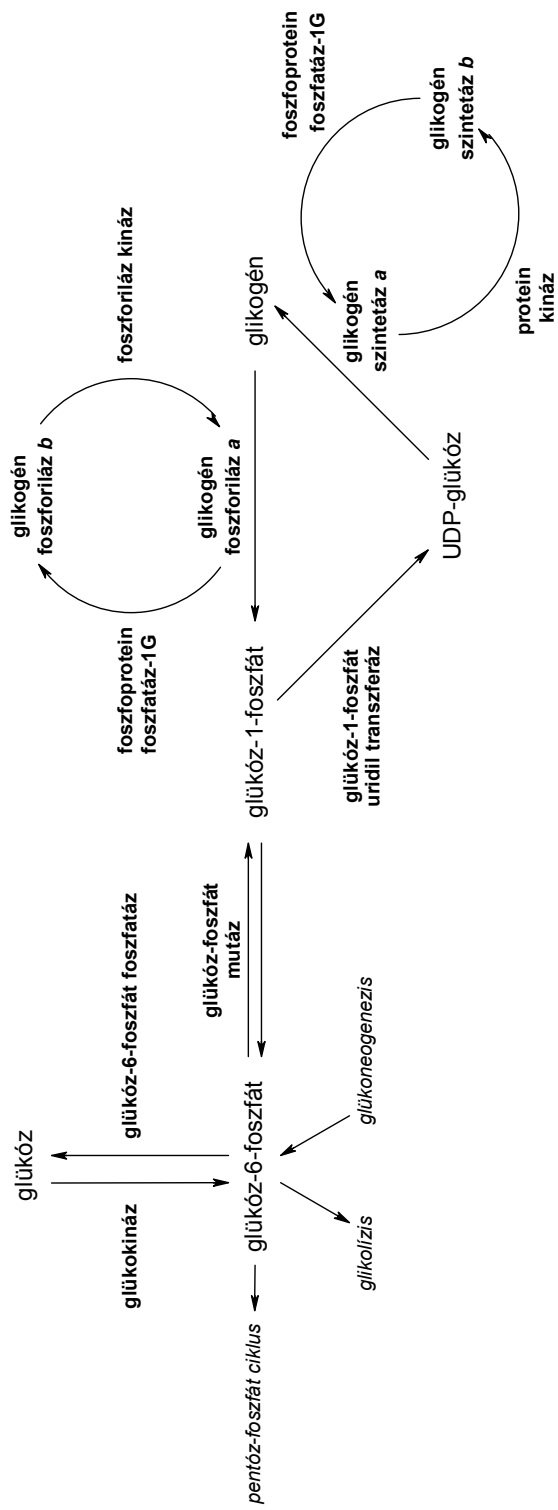 glükóz
glükokináz
glükóz-6-foszfát foszfatáz
pentóz-foszfát ciklus
glükóz-6-foszfát
glikolízis
glükoneogenezis
glükóz-foszfát
mutáz
glükóz-1-foszfát
foszfoprotein
foszfatáz-1G
glikogén
foszforiláz b
glikogén
foszforiláz a
foszforiláz kináz
glikogén
glükóz-1-foszfát
uridil transzferáz
UDP-glükóz
glikogén
szintetáz a
foszfoprotein
foszfatáz-1G
glikogén
szintetáz b
protein
kináz